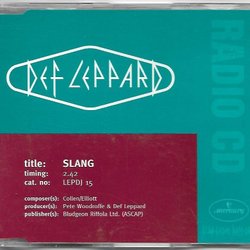 DEF LEPPARD
RADIO CD
title: SLANG
timing: 2.42
cat. no: LEPDJ 15
composer(s): Collen/Elliott
producer(s): Pete Woodroffe & Def Leppard
publisher(s): Bludgeon Riffola Ltd. (ASCAP)